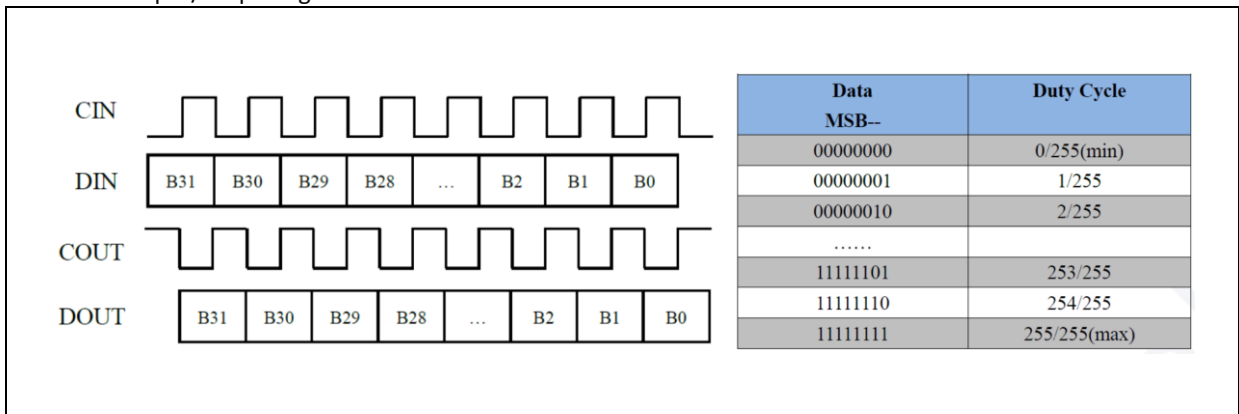 CIN
DIN B31 B30 B29 B28 ... B2 B1 B0
COUT
DOUT B31 B30 B29 B28 ... B2 B1 B0
Data MSB-- Duty Cycle
00000000 0/255(min)
00000001 1/255
00000010 2/255
......
11111101 253/255
11111110 254/255
11111111 255/255(max)